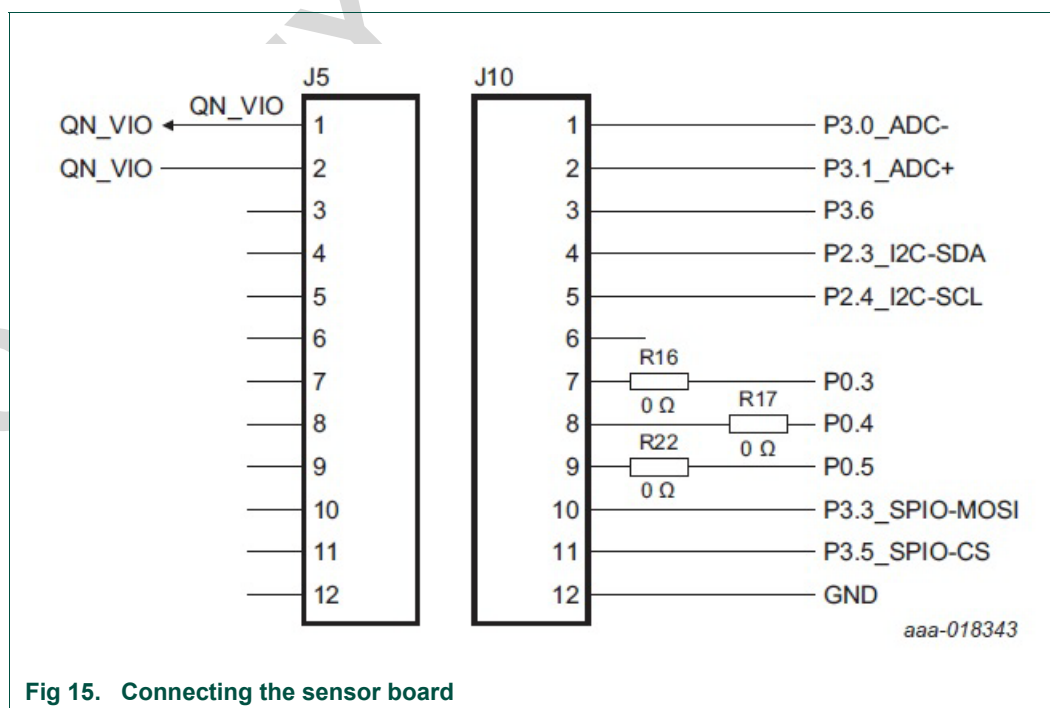 J5
J10
QN_VIO
QN_VIO 1
QN_VIO 2
3
4
5
6
7
8
9
10
11
12
1 P3.0_ADC-
2 P3.1_ADC+
3 P3.6
4 P2.3_I2C-SDA
5 P2.4_I2C-SCL
6
R16
7 P0.3
0 Ω
R17
8 P0.4
0 Ω
R22
9 P0.5
0 Ω
10 P3.3_SPIO-MOSI
11 P3.5_SPIO-CS
12 GND
aaa-018343
Fig 15. Connecting the sensor board